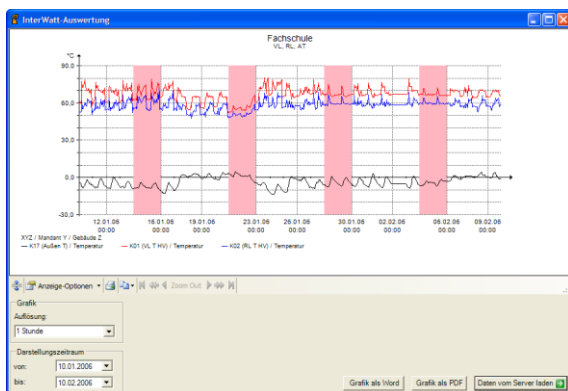 InterWatt-Auswertung
Fachschule
VL, RL, AT
°C
90.0
60.0
30.0
0.0
-30.0
12.01.06 16.01.06 19.01.06 23.01.06 26.01.06 30.01.06 02.02.06 06.02.06 09.02.06
00:00 00:00 00:00 00:00 00:00 00:00 00:00 00:00 00:00
XYZ / Mandant Y / Gebäude Z
K17 (Außen T) / Temperatur K01 (VL T HV) / Temperatur K02 (RL T HV) / Temperatur
Anzeige-Optionen Zoom Out
Grafik
Auflösung:
1 Stunde
Darstellungszeitraum
von: 10.01.2006
bis: 10.02.2006
Grafik als Word Grafik als PDF Daten vom Server laden